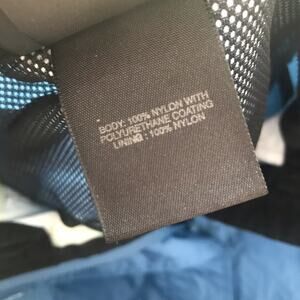 BODY: 100% NYLON WITH
POLYURETHANE COATING
LINING : 100% NYLON